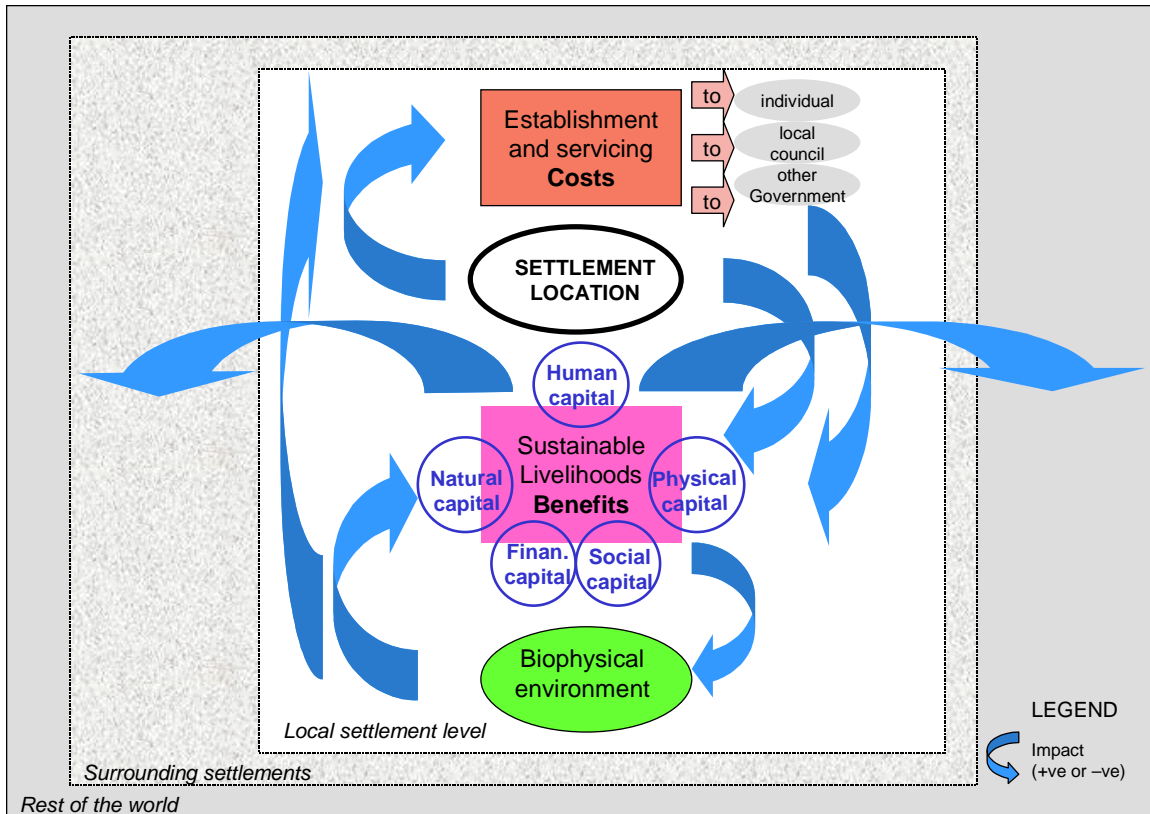 Establishment
and servicing
Costs
to
individual
to
local
council
to
other
Government
SETTLEMENT
LOCATION
Human
capital
Sustainable
Livelihoods
Benefits
Natural
capital
Physical
capital
Finan.
capital
Social
capital
Biophysical
environment
Local settlement level
Surrounding settlements
Rest of the world
LEGEND
Impact
(+ve or –ve)